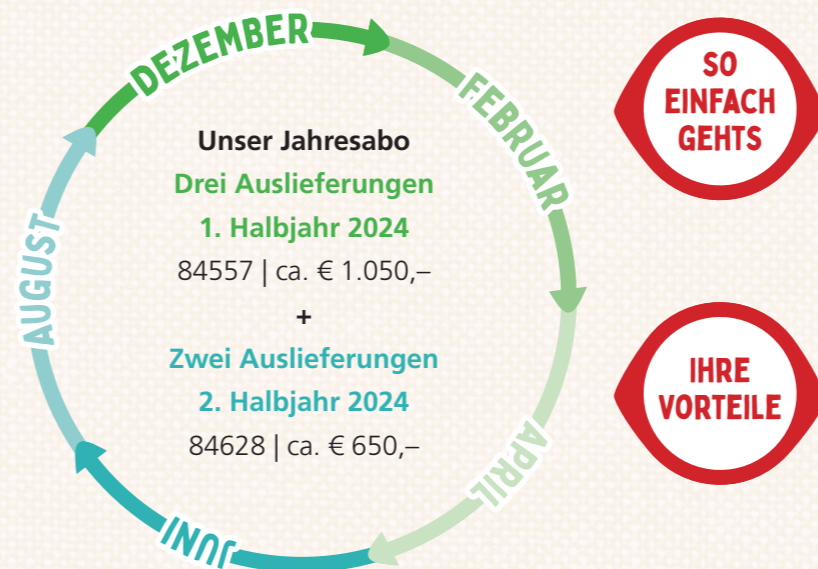 DEZEMBER
FEBRUAR
APRIL
JUNI
AUGUST
Unser Jahresabo
Drei Auslieferungen
1. Halbjahr 2024
84557 | ca. € 1.050,–
+
Zwei Auslieferungen
2. Halbjahr 2024
84628 | ca. € 650,–
SO
EINFACH
GEHTS
IHRE
VORTEILE